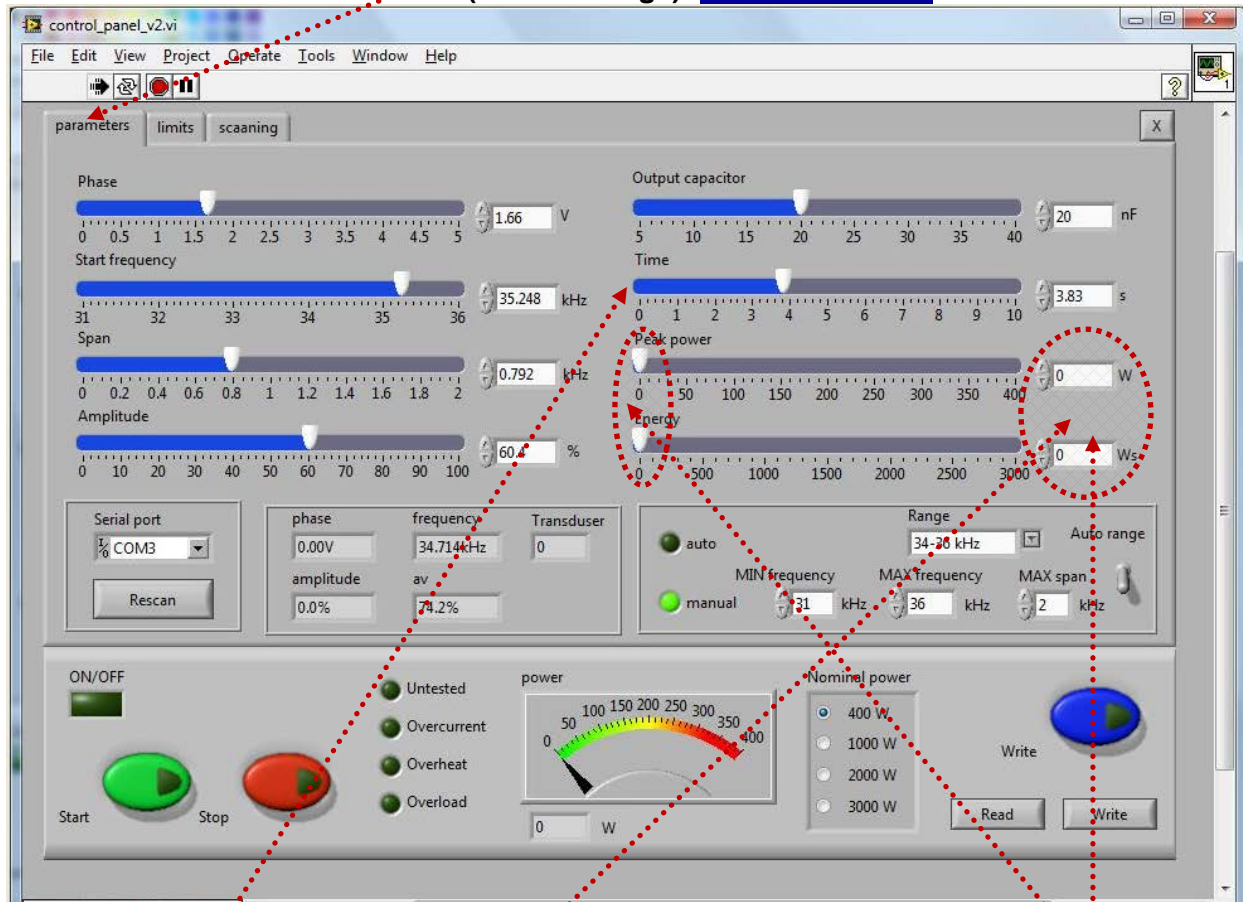 control_panel_v2.vi
File Edit View Project Operate Tools Window Help
1
parameters limits scaaning X
Phase
1.66 V
0 0.5 1 1.5 2 2.5 3 3.5 4 4.5 5
Start frequency
35.248 kHz
31 32 33 34 35 36
Span
0.792 kHz
0 0.2 0.4 0.6 0.8 1 1.2 1.4 1.6 1.8 2
Amplitude
60.4 %
0 10 20 30 40 50 60 70 80 90 100
Output capacitor
20 nF
5 10 15 20 25 30 35 40
Time
3.83 s
0 1 2 3 4 5 6 7 8 9 10
Peak power
0 W
0 50 100 150 200 250 300 350 400
Energy
0 Ws
0 500 1000 1500 2000 2500 3000
Serial port
COM3
Rescan
phase frequency Transduser
0.00V 34.714kHz 0
amplitude av
0.0% 74.2%
auto
manual
Range
34-36 kHz
Auto range
MIN frequency MAX frequency MAX span
31 kHz 36 kHz 2 kHz
ON/OFF
Start Stop
Untested
Overcurrent
Overheat
Overload
power
0 50 100 150 200 250 300 350 400
0 W
Nominal power
400 W
1000 W
2000 W
3000 W
Write
Read Write